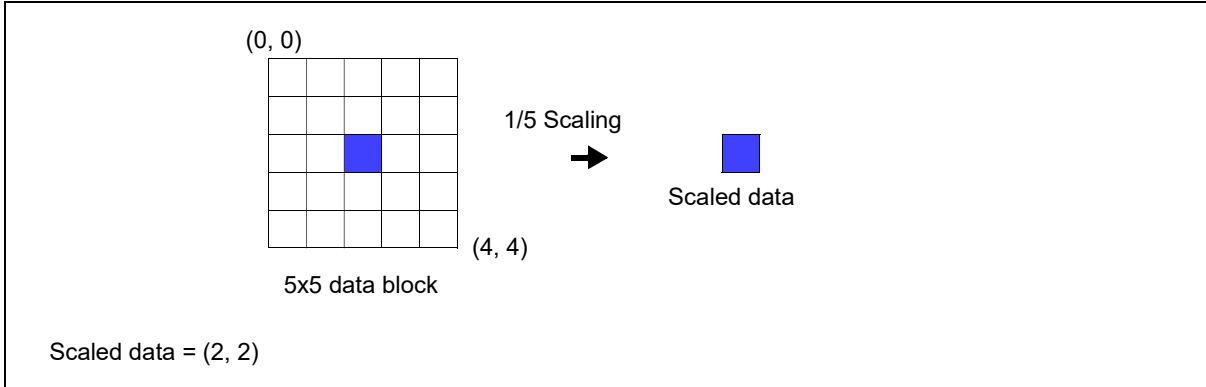 (0, 0)
1/5 Scaling
Scaled data
(4, 4)
5x5 data block
Scaled data = (2, 2)